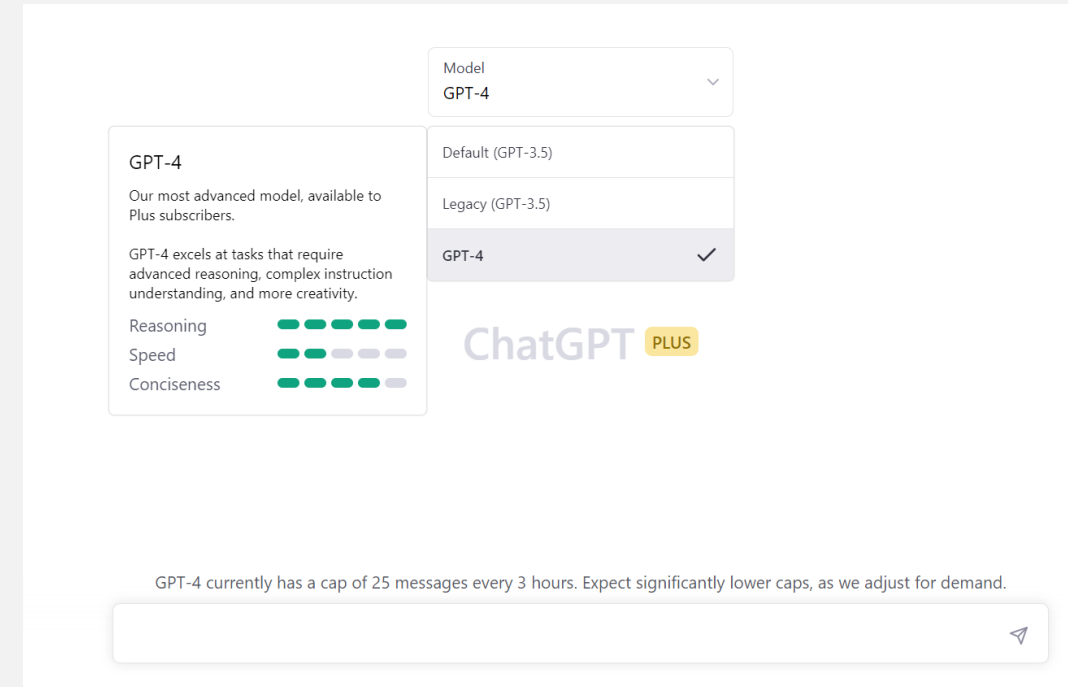 Model
GPT-4
GPT-4
Our most advanced model, available to
Plus subscribers.
GPT-4 excels at tasks that require
advanced reasoning, complex instruction
understanding, and more creativity.
Reasoning
Speed
Conciseness
Default (GPT-3.5)
Legacy (GPT-3.5)
GPT-4
ChatGPT PLUS
GPT-4 currently has a cap of 25 messages every 3 hours. Expect significantly lower caps, as we adjust for demand.